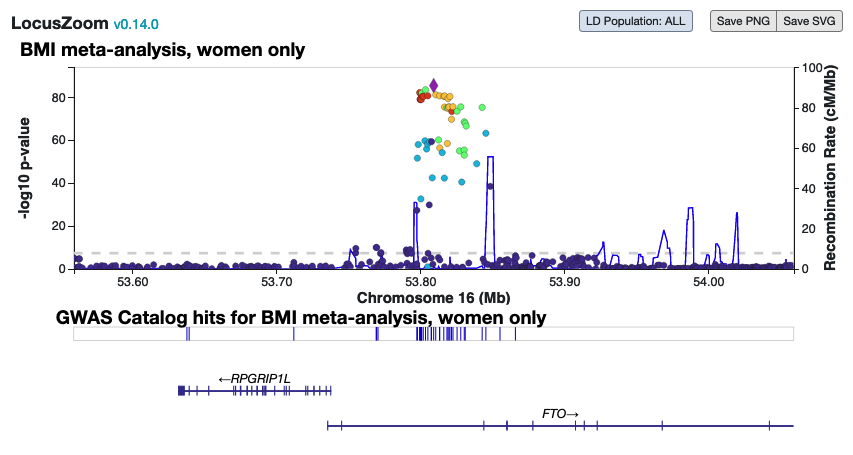 LocusZoom v0.14.0
LD Population: ALL
Save PNG
Save SVG
BMI meta-analysis, women only
-log10 p-value
80
60
40
20
0
100
80
60
40
20
0
Recombination Rate (cM/Mb)
53.60
53.70
53.80
53.90
54.00
Chromosome 16 (Mb)
GWAS Catalog hits for BMI meta-analysis, women only
←RPGRIP1L
FTO→